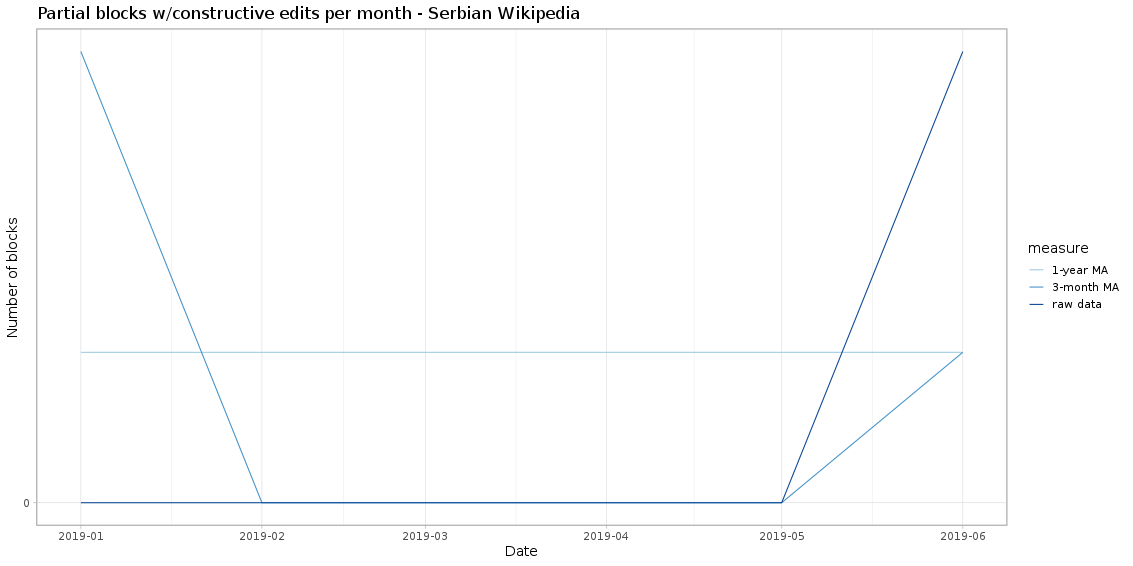 Partial blocks w/constructive edits per month - Serbian Wikipedia
Number of blocks
0
2019-01 2019-02 2019-03 2019-04 2019-05 2019-06
Date
measure
1-year MA
3-month MA
raw data